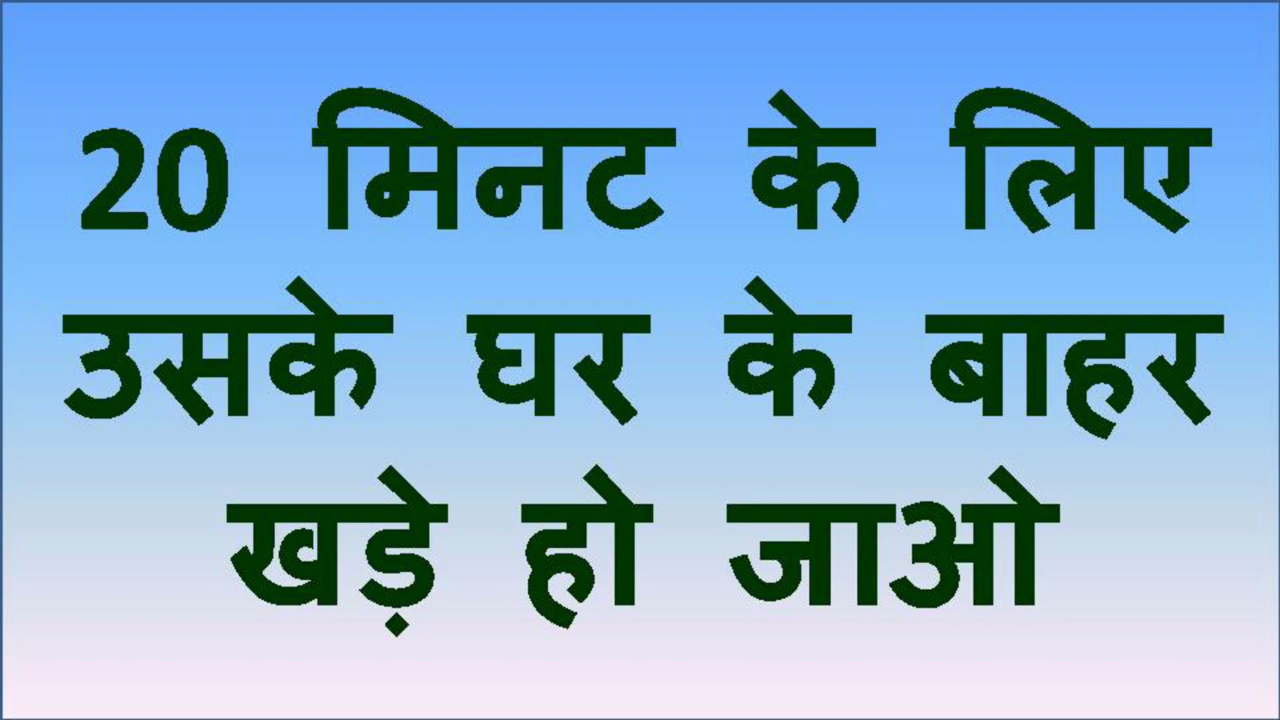 20 मिनट के लिए
उसके घर के बाहर
खड़े हो जाओ